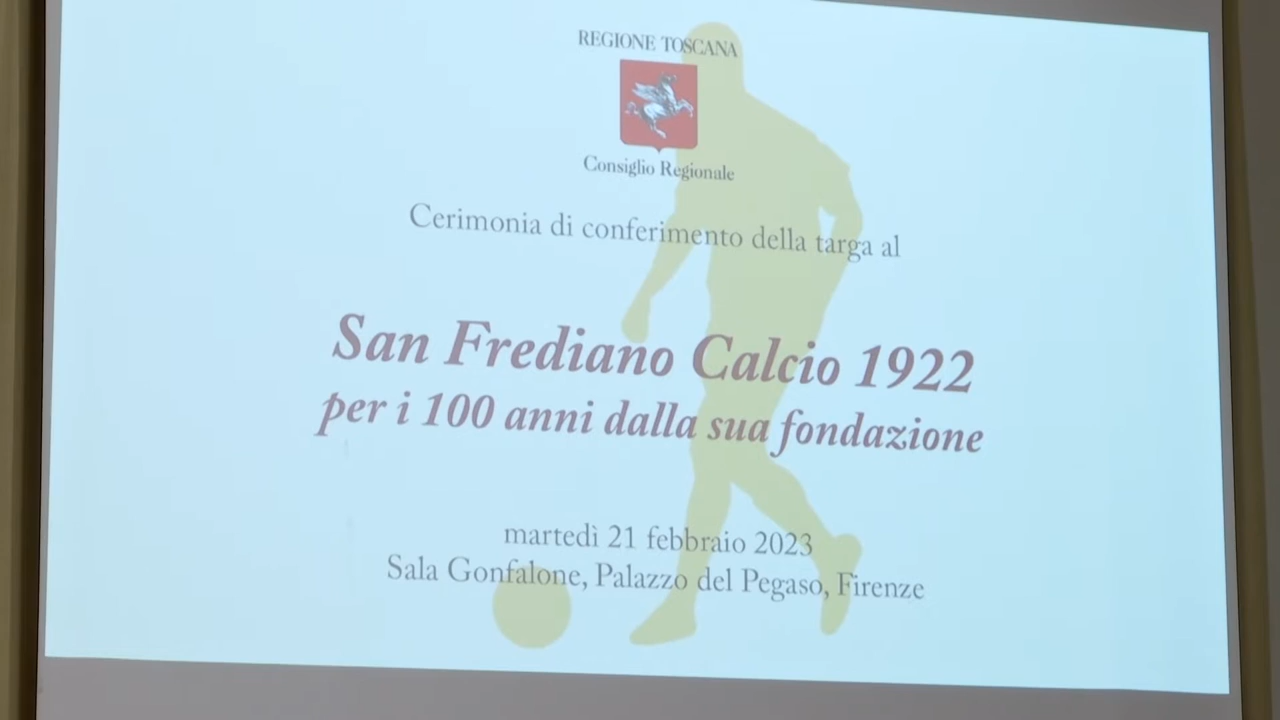 REGIONE TOSCANA
Consiglio Regionale
Cerimonia di conferimento della targa al
San Frediano Calcio 1922
per i 100 anni dalla sua fondazione
martedì 21 febbraio 2023
Sala Gonfalone, Palazzo del Pegaso, Firenze